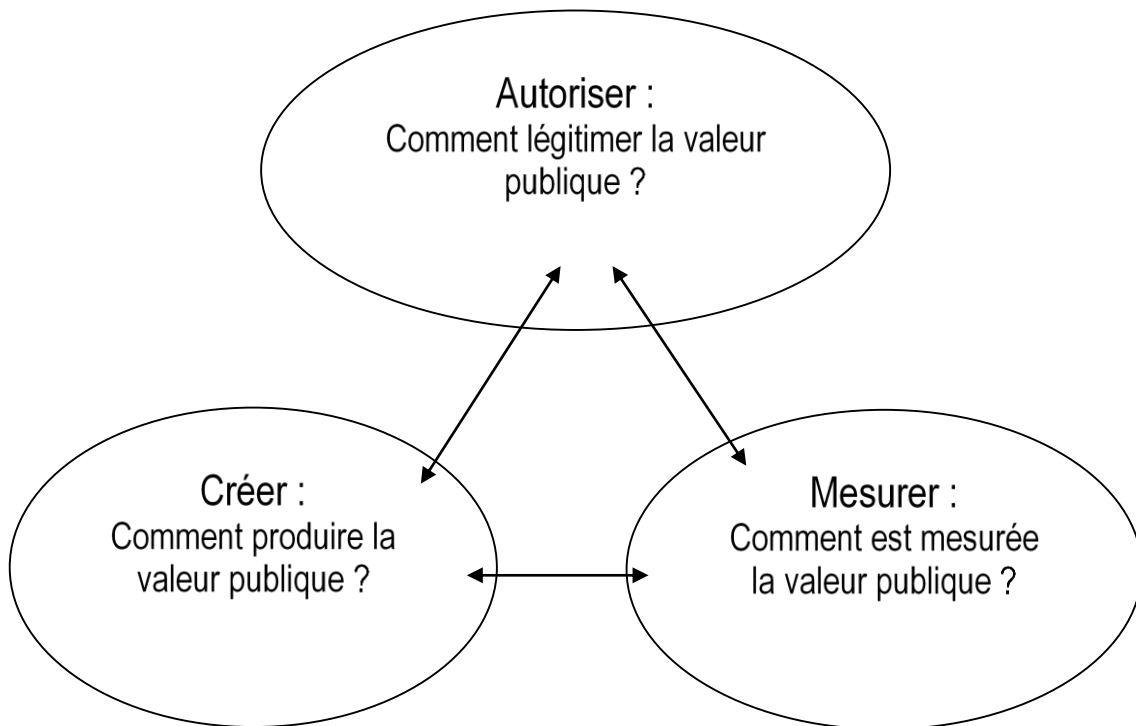 Autoriser :
Comment légitimer la valeur
publique ?
Créer :
Comment produire la
valeur publique ?
Mesurer :
Comment est mesurée
la valeur publique ?